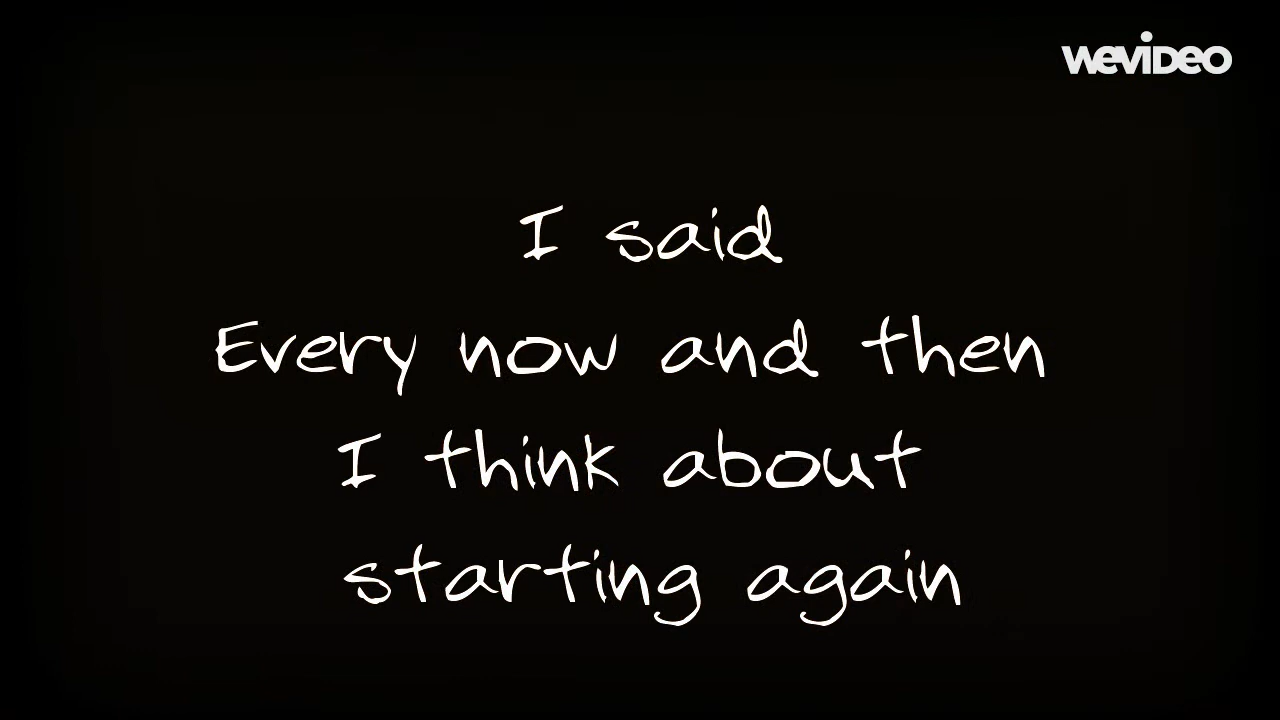 wevideo
I said
Every now and then
I think about
starting again